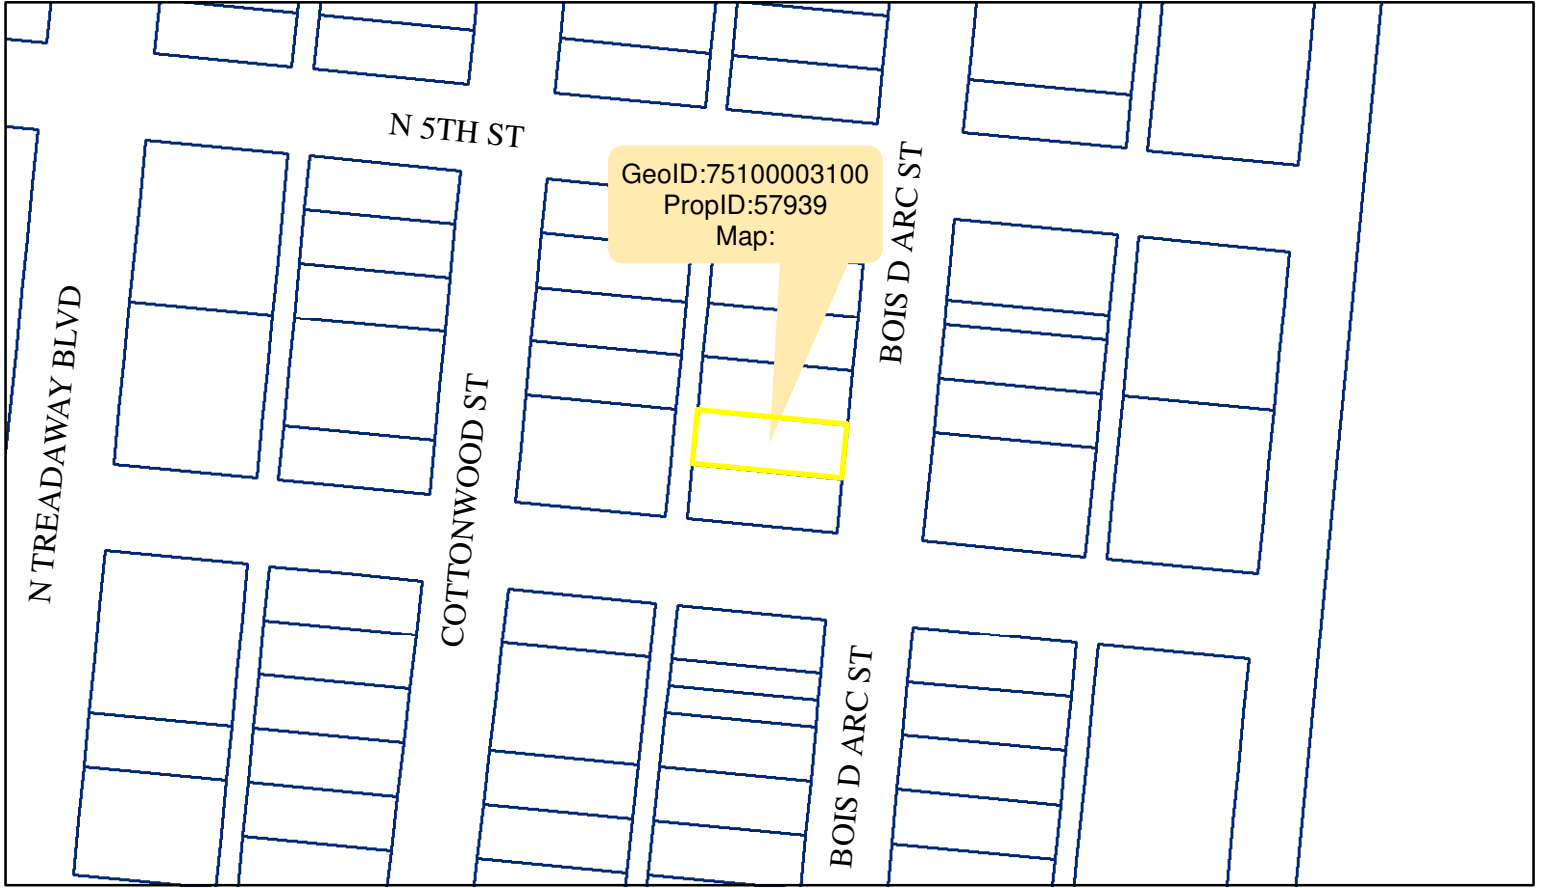 N 5TH ST
GeoID:75100003100
PropID:57939
Map:
BOIS D ARC ST
N TREADAWAY BLVD
COTTONWOOD ST
BOIS D ARC ST